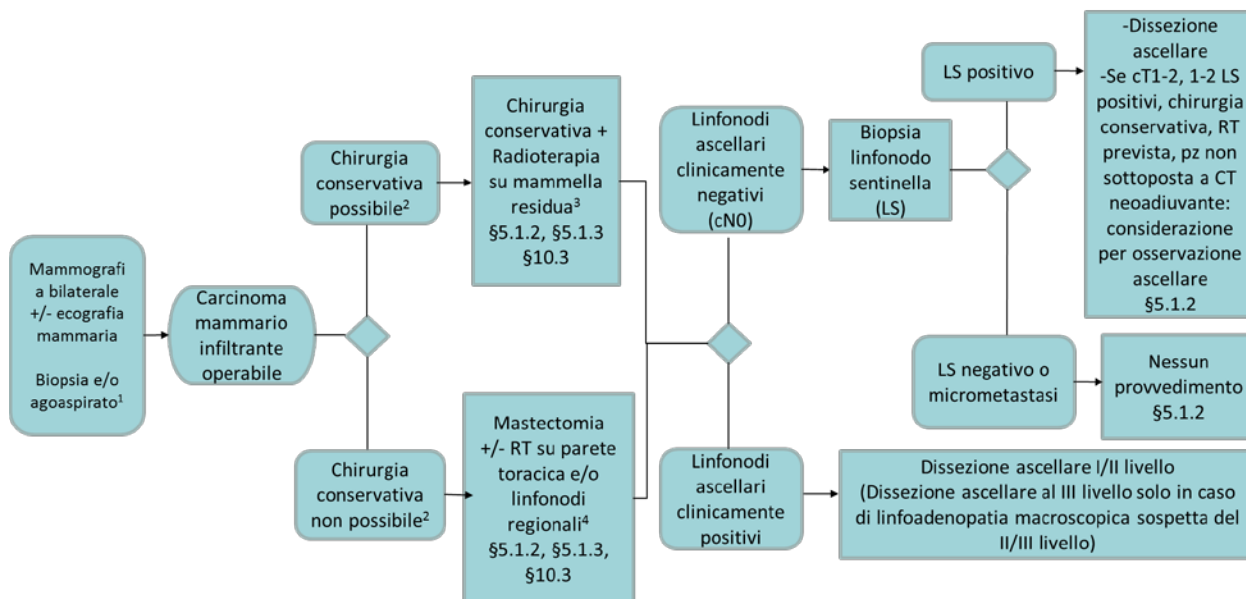 Mammografi
a bilaterale
+/- ecografia
mammaria
Biopsia e/o
agoaspirato¹
Carcinoma
mammario
infiltrante
operabile
Chirurgia
conservativa
possibile²
Chirurgia
conservativa +
Radioterapia
su mammella
residua³
§5.1.2, §5.1.3
§10.3
Chirurgia
conservativa
non possibile²
Mastectomia
+/- RT su parete
toracica e/o
linfonodi
regionali⁴
§5.1.2, §5.1.3,
§10.3
Linfonodi
ascellari
clinicamente
negativi
(cN0)
Biopsia
linfonodo
sentinella
(LS)
LS positivo
-Dissezione
ascellare
-Se cT1-2, 1-2 LS
positivi, chirurgia
conservativa, RT
prevista, pz non
sottoposta a CT
neoadiuvante:
considerazione
per osservazione
ascellare
§5.1.2
LS negativo o
micrometastasi
Nessun
provvedimento
§5.1.2
Linfonodi
ascellari
clinicamente
positivi
Dissezione ascellare I/II livello
(Dissezione ascellare al III livello solo in caso
di linfoadenopatia macroscopica sospetta del
II/III livello)